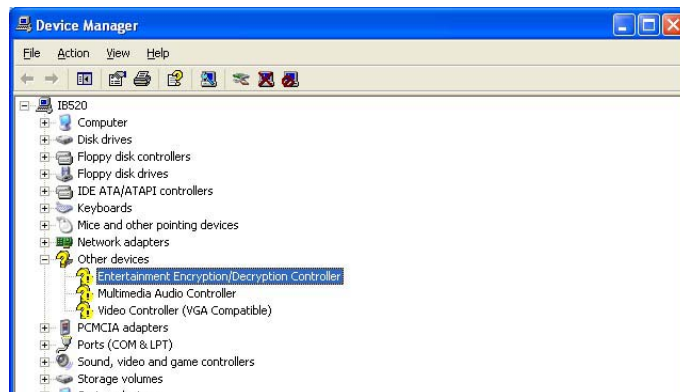 Device Manager
File Action View Help
IB520
Computer
Disk drives
Floppy disk controllers
Floppy disk drives
IDE ATA/ATAPI controllers
Keyboards
Mice and other pointing devices
Network adapters
Other devices
Entertainment Encryption/Decryption Controller
Multimedia Audio Controller
Video Controller (VGA Compatible)
PCMCIA adapters
Ports (COM & LPT)
Sound, video and game controllers
Storage volumes